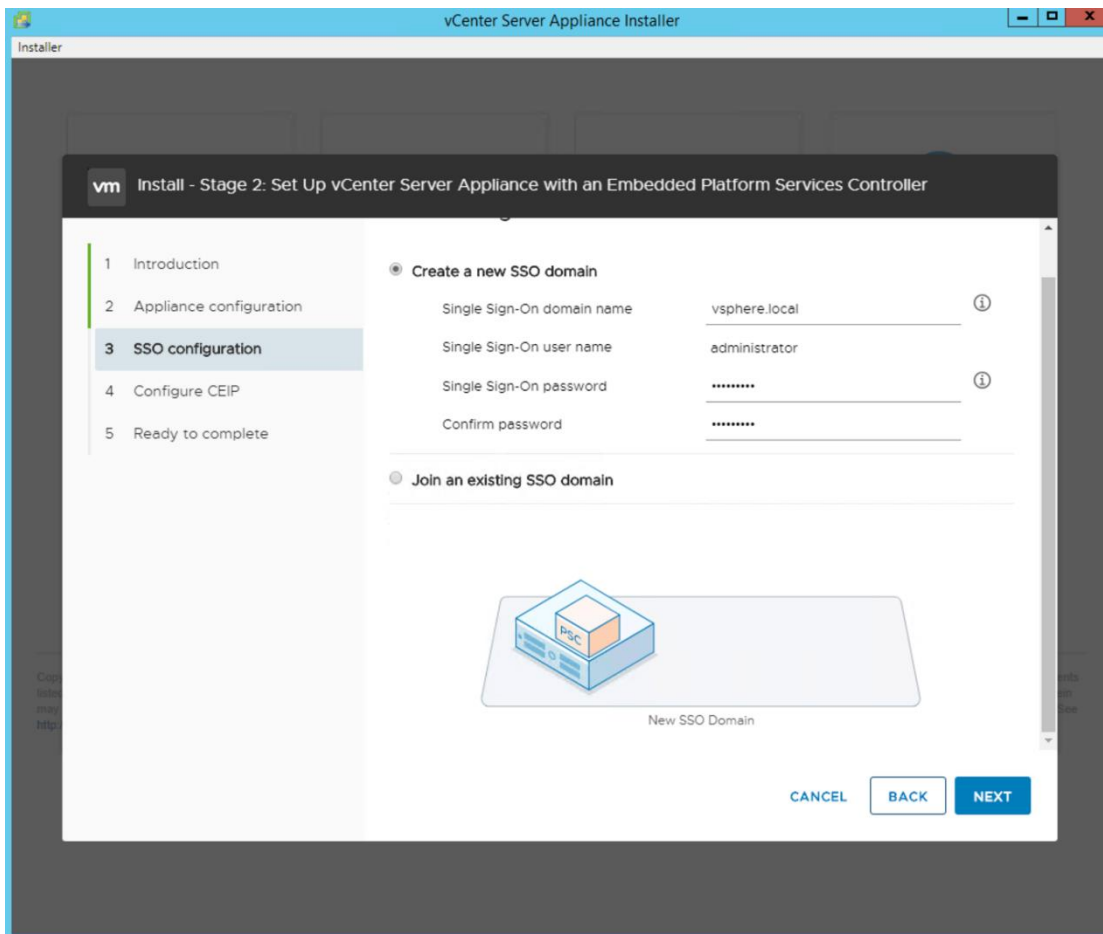 vCenter Server Appliance Installer
Installer
vm Install - Stage 2: Set Up vCenter Server Appliance with an Embedded Platform Services Controller
1 Introduction
2 Appliance configuration
3 SSO configuration
4 Configure CEIP
5 Ready to complete
Create a new SSO domain
Single Sign-On domain name vsphere.local
Single Sign-On user name administrator
Single Sign-On password •••••••••
Confirm password •••••••••
Join an existing SSO domain
PSC
New SSO Domain
CANCEL BACK NEXT
may
See